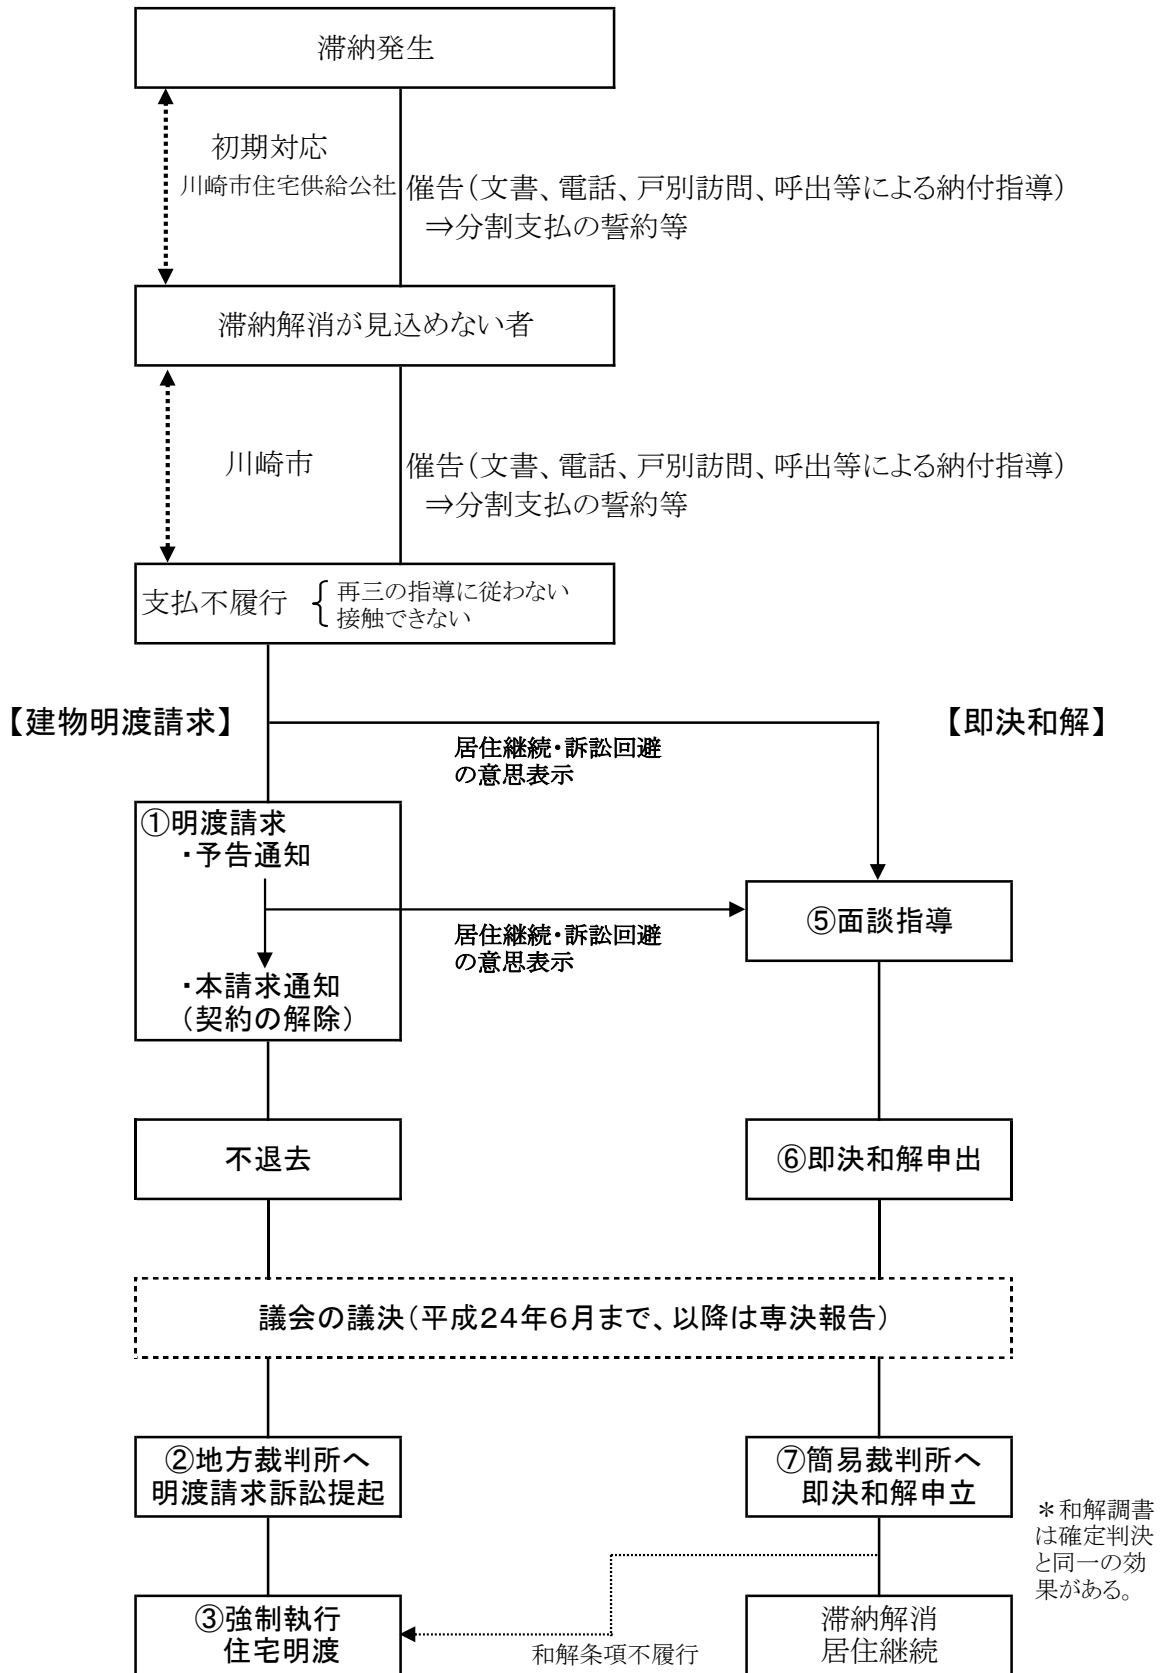 滞納発生
初期対応
川崎市住宅供給公社
催告（文書、電話、戸別訪問、呼出等による納付指導）
⇒分割支払の誓約等
滞納解消が見込めない者
川崎市
催告（文書、電話、戸別訪問、呼出等による納付指導）
⇒分割支払の誓約等
支払不履行
再三の指導に従わない
接触できない
【建物明渡請求】
【即決和解】
居住継続・訴訟回避
の意思表示
①明渡請求
・予告通知
⑤面談指導
居住継続・訴訟回避
の意思表示
・本請求通知
（契約の解除）
不退去
⑥即決和解申出
議会の議決（平成２４年６月まで、以降は専決報告）
②地方裁判所へ
明渡請求訴訟提起
⑦簡易裁判所へ
即決和解申立
＊和解調書
は確定判決
と同一の効
果がある。
③強制執行
住宅明渡
和解条項不履行
滞納解消
居住継続